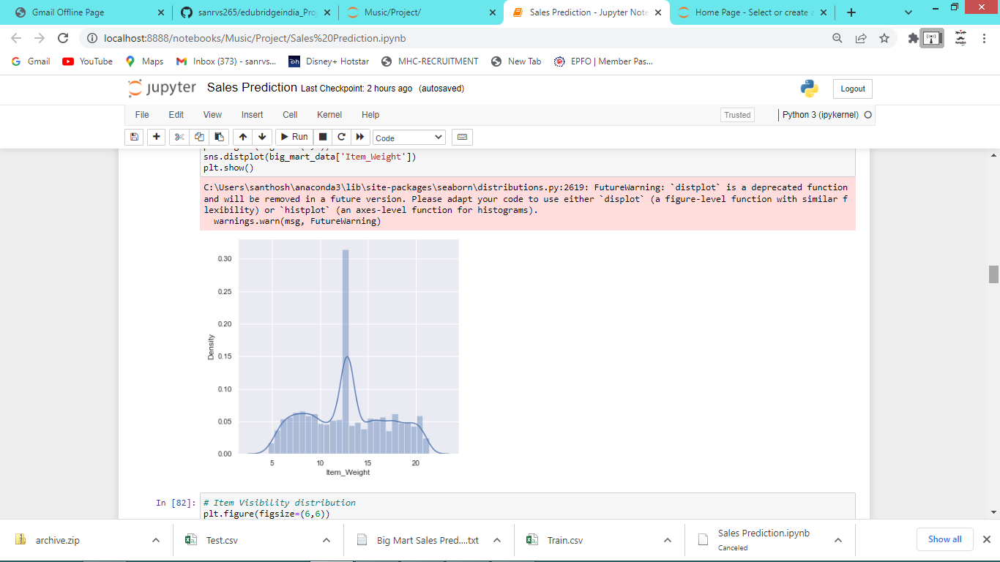 Gmail Offline Page
sanrvs265/edubridgeindia_Proj
Music/Project/
Sales Prediction - Jupyter Note
Home Page - Select or create a
localhost:8888/notebooks/Music/Project/Sales%20Prediction.ipynb
Gmail
YouTube
Maps
Inbox (373) - sanrvs...
Disney+ Hotstar
MHC-RECRUITMENT
New Tab
EPFO | Member Pas...
jupyter
Sales Prediction Last Checkpoint: 2 hours ago (autosaved)
Logout
File Edit View Insert Cell Kernel Help
Trusted
Python 3 (ipykernel)
Run
Code
sns.distplot(big_mart_data['Item_Weight'])
plt.show()
C:\Users\santhosh\anaconda3\lib\site-packages\seaborn\distributions.py:2619: FutureWarning: `distplot` is a deprecated function
and will be removed in a future version. Please adapt your code to use either `displot` (a figure-level function with similar f
lexibility) or `histplot` (an axes-level function for histograms).
warnings.warn(msg, FutureWarning)
0.30
0.25
0.20
0.15
0.10
0.05
0.00
Density
5 10 15 20
Item_Weight
In [82]:
# Item Visibility distribution
plt.figure(figsize=(6,6))
archive.zip
Test.csv
Big Mart Sales Pred....txt
Train.csv
Sales Prediction.ipynb
Canceled
Show all